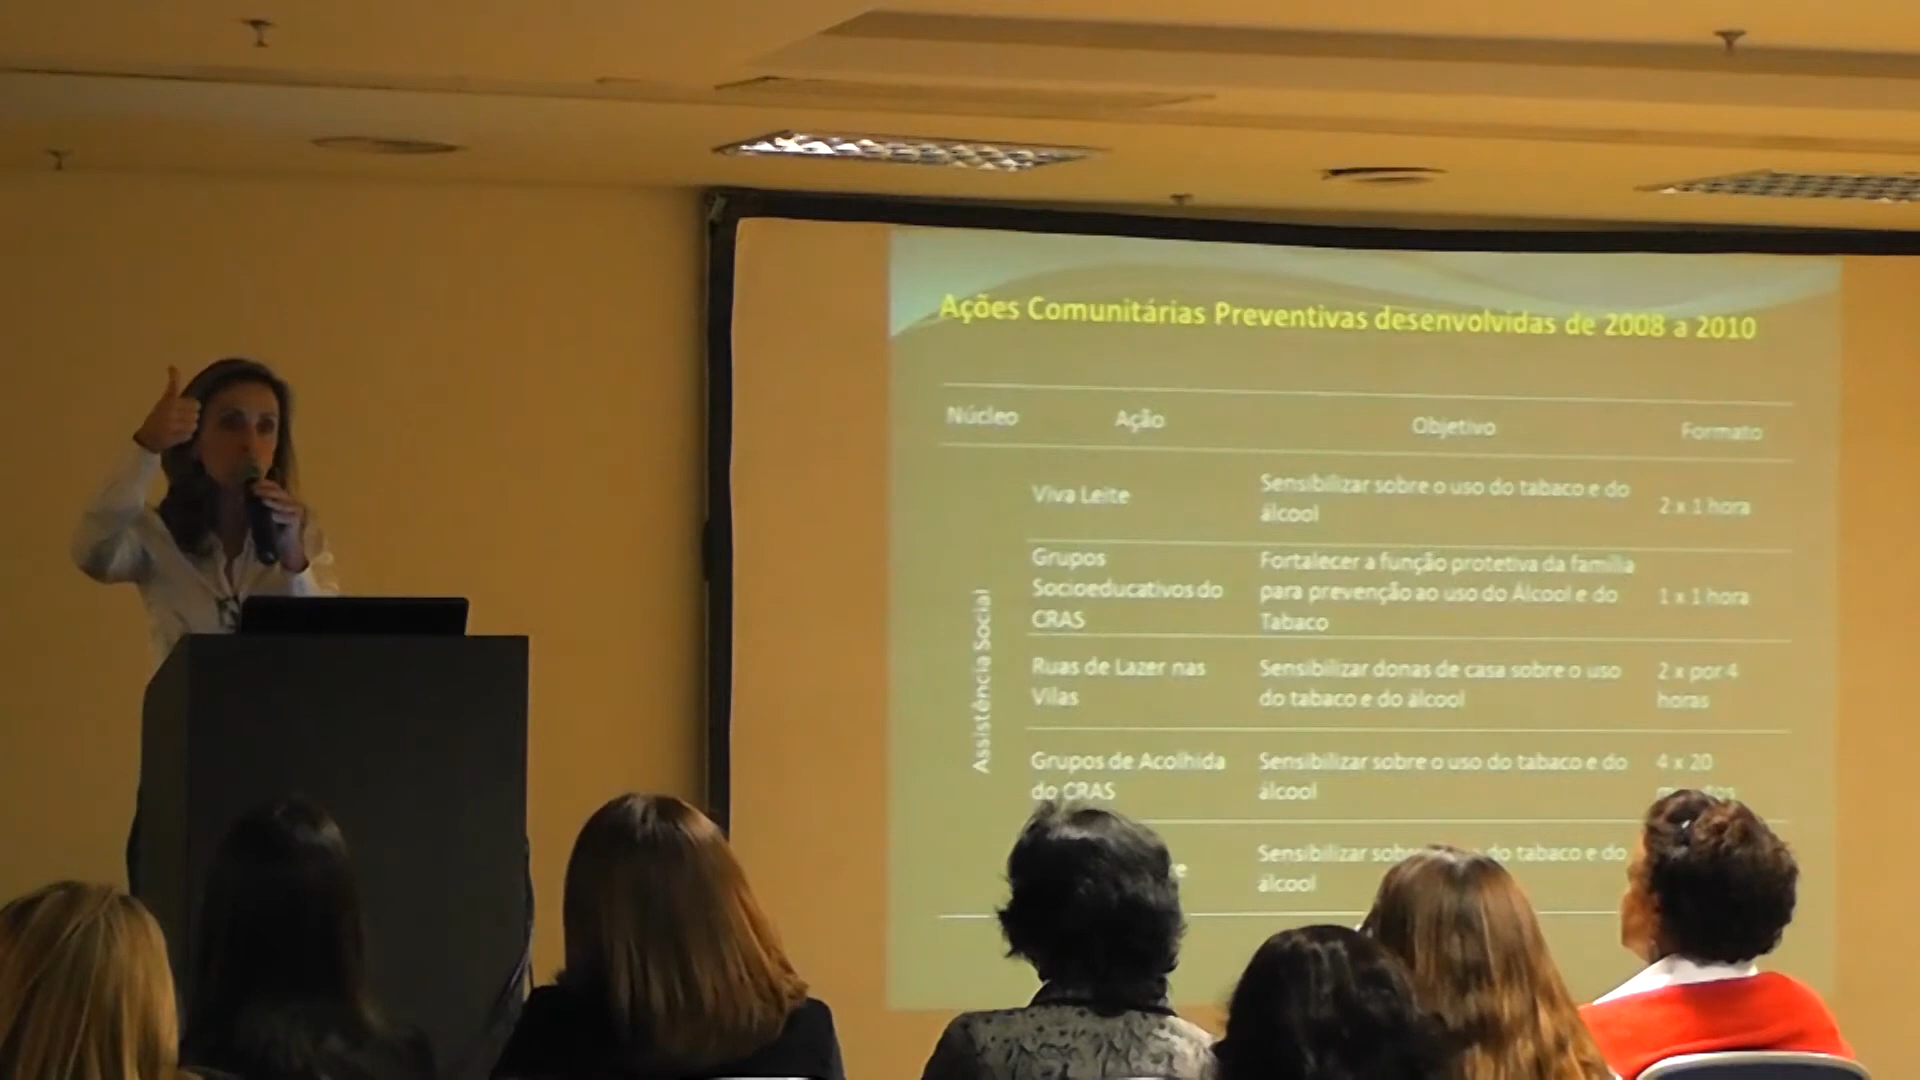 Ações Comunitárias Preventivas desenvolvidas de 2008 a 2010
Núcleo Ação Objetivo Formato
Assistência Social
Viva Leite
Sensibilizar sobre o uso do tabaco e do
álcool
2 x 1 hora
Grupos
Socioeducativos do
CRAS
Fortalecer a função protetiva da família
para prevenção ao uso do Álcool e do
Tabaco
1 x 1 hora
Ruas de Lazer nas
Vilas
Sensibilizar donas de casa sobre o uso
do tabaco e do álcool
2 x por 4
horas
Grupos de Acolhida
do CRAS
Sensibilizar sobre o uso do tabaco e do
álcool
4 x 20
Sensibilizar do tabaco e do
álcool